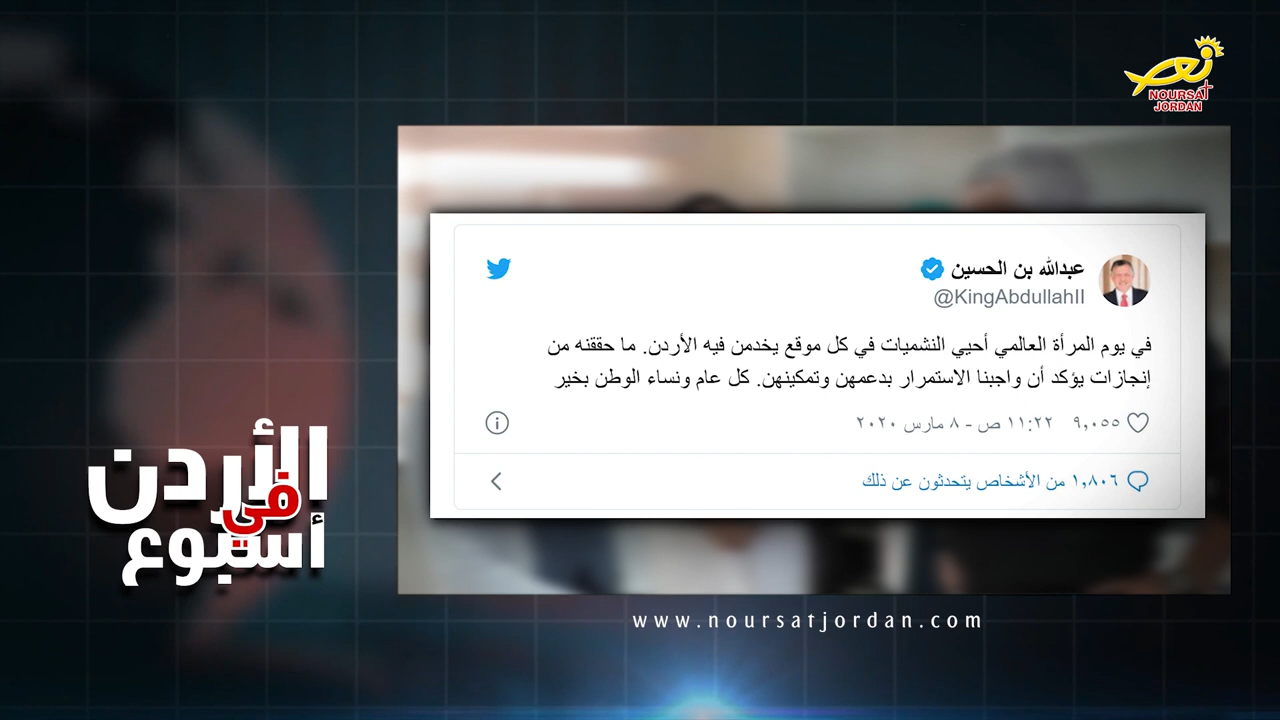 نور
NOURSAT
JORDAN
عبدالله بن الحسين
@KingAbdullahII
في يوم المرأة العالمي أحيي النشميات في كل موقع يخدمن فيه الأردن. ما حققنه من
إنجازات يؤكد أن واجبنا الاستمرار بدعمهن وتمكينهن. كل عام ونساء الوطن بخير
٩,٠٥٥ ١١:٢٢ ص - ٨ مارس ٢٠٢٠
١,٨٠٦ من الأشخاص يتحدثون عن ذلك
الأردن
في
أسبوع
www.noursatjordan.com